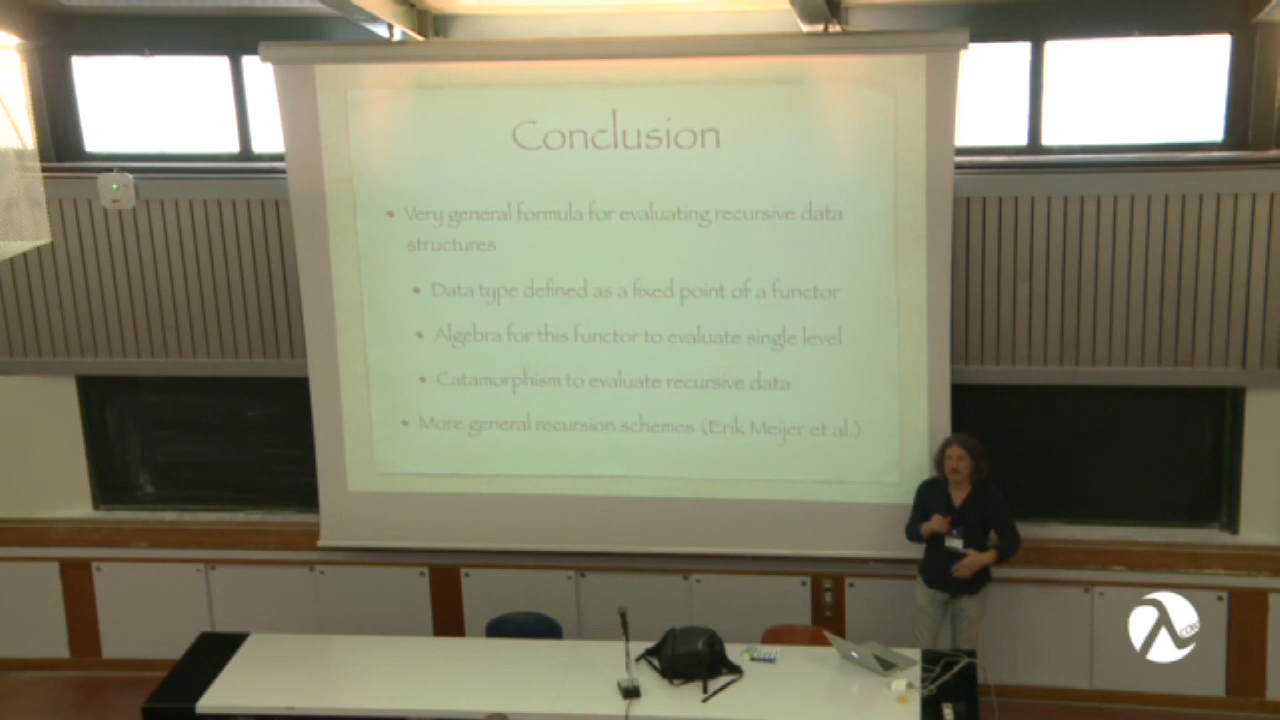 Conclusion
• Very general formula for evaluating recursive data
structures
• Data type defined as a fixed point of a functor
• Algebra for this functor to evaluate single level
• Catamorphism to evaluate recursive data
• More general recursion schemes (Erik Meijer et al.)
λ
CON